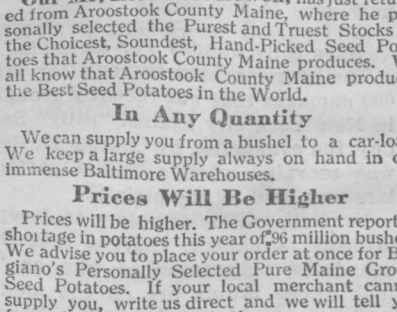 ed from Aroostook County Maine, where he p
sonally selected the Purest and Truest Stocks
the Choicest, Soundest, Hand-Picked Seed Po
toes that Aroostook County Maine produces.
all know that Aroostook County Maine produc
the Best Seed Potatoes in the World.
In Any Quantity
We can supply you from a bushel to a car-loa
We keep a large supply always on hand in o
immense Baltimore Warehouses.
Prices Will Be Higher
Prices will be higher. The Government report
shortage in potatoes this year of 96 million bushe
We advise you to place your order at once for B
giano's Personally Selected Pure Maine Gro
Seed Potatoes. If your local merchant cann
supply you, write us direct and we will tell y